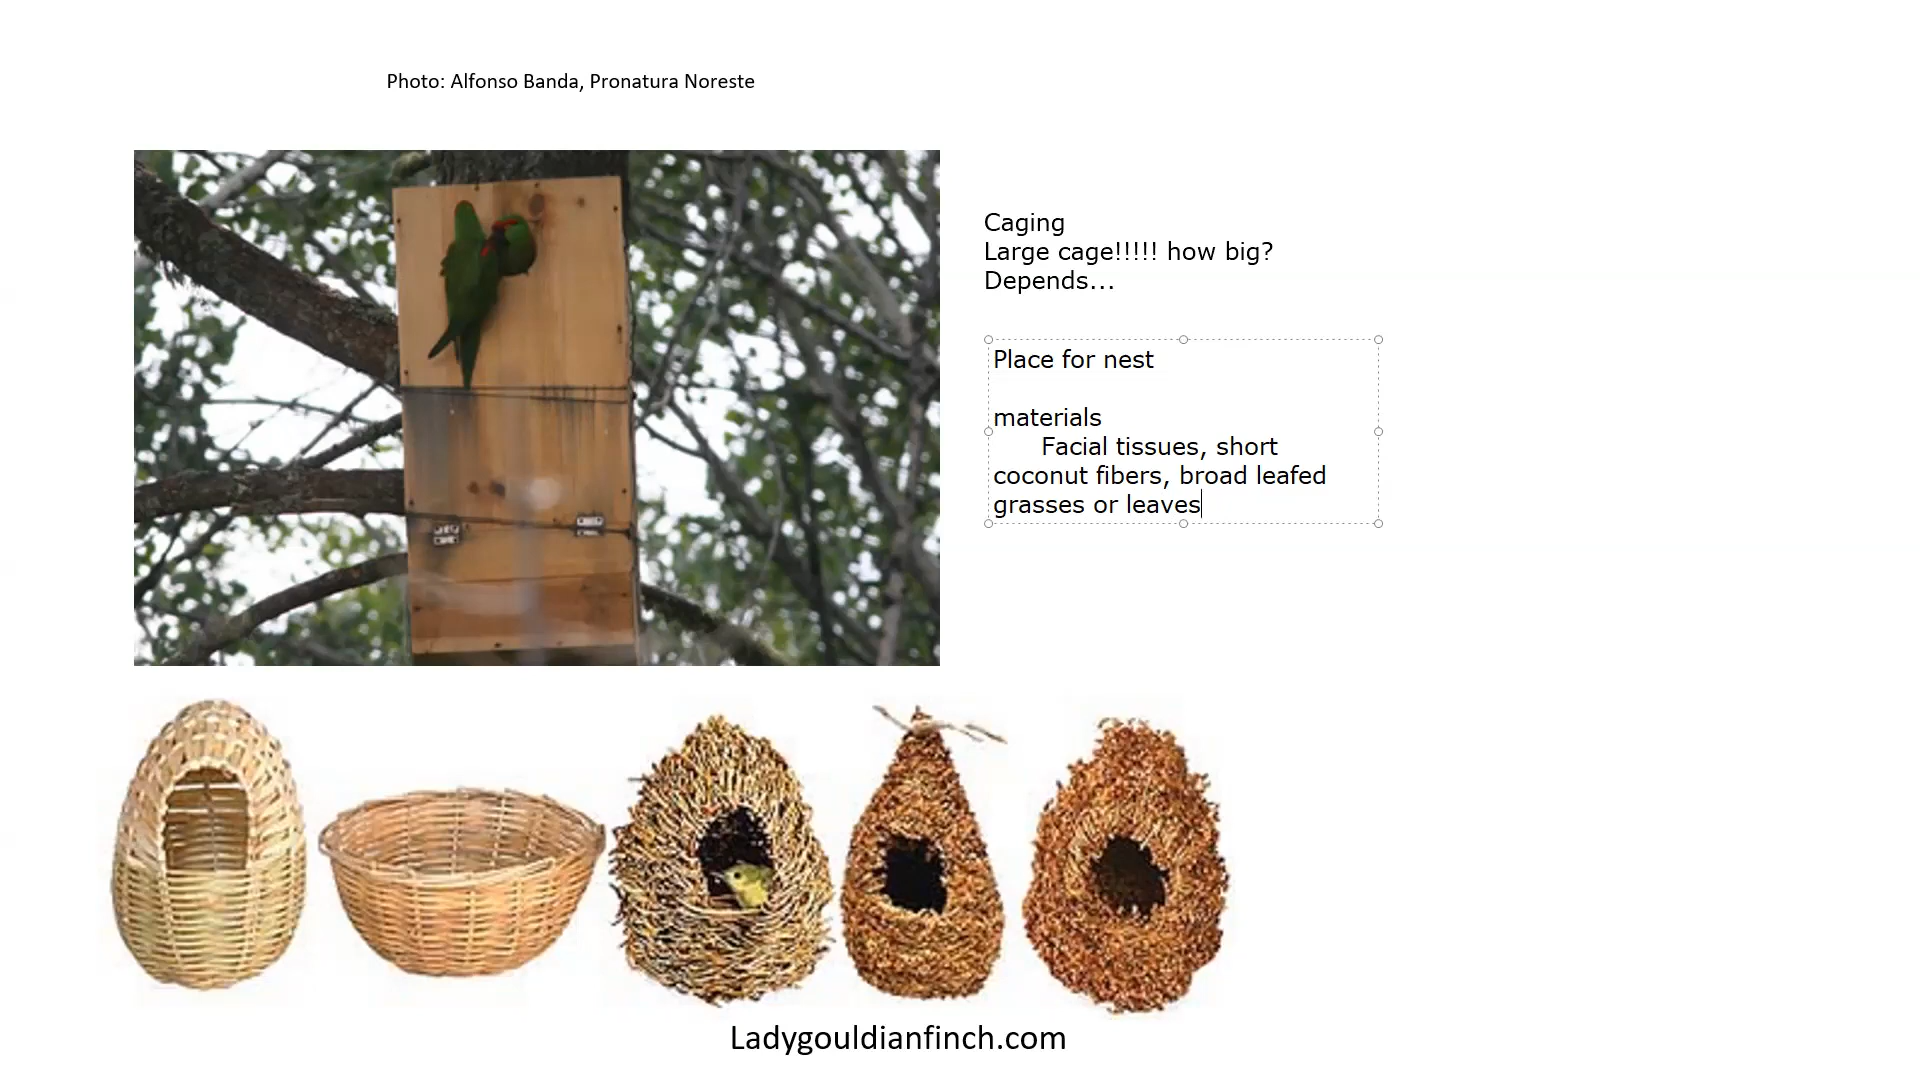 Photo: Alfonso Banda, Pronatura Noreste
Caging
Large cage!!!!! how big?
Depends...
Place for nest
materials
Facial tissues, short
coconut fibers, broad leafed
grasses or leaves
Ladygouldianfinch.com